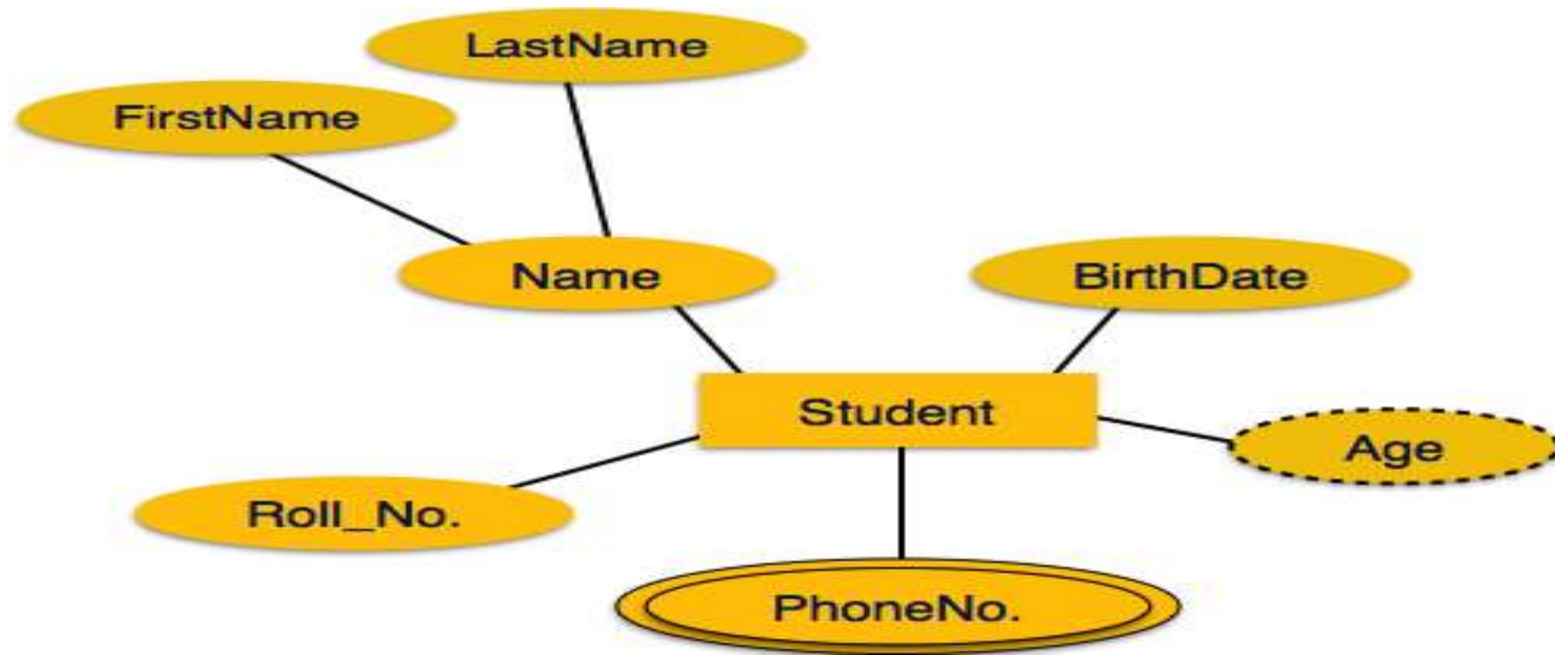 LastName
FirstName
Name
BirthDate
Student
Age
Roll_No.
PhoneNo.